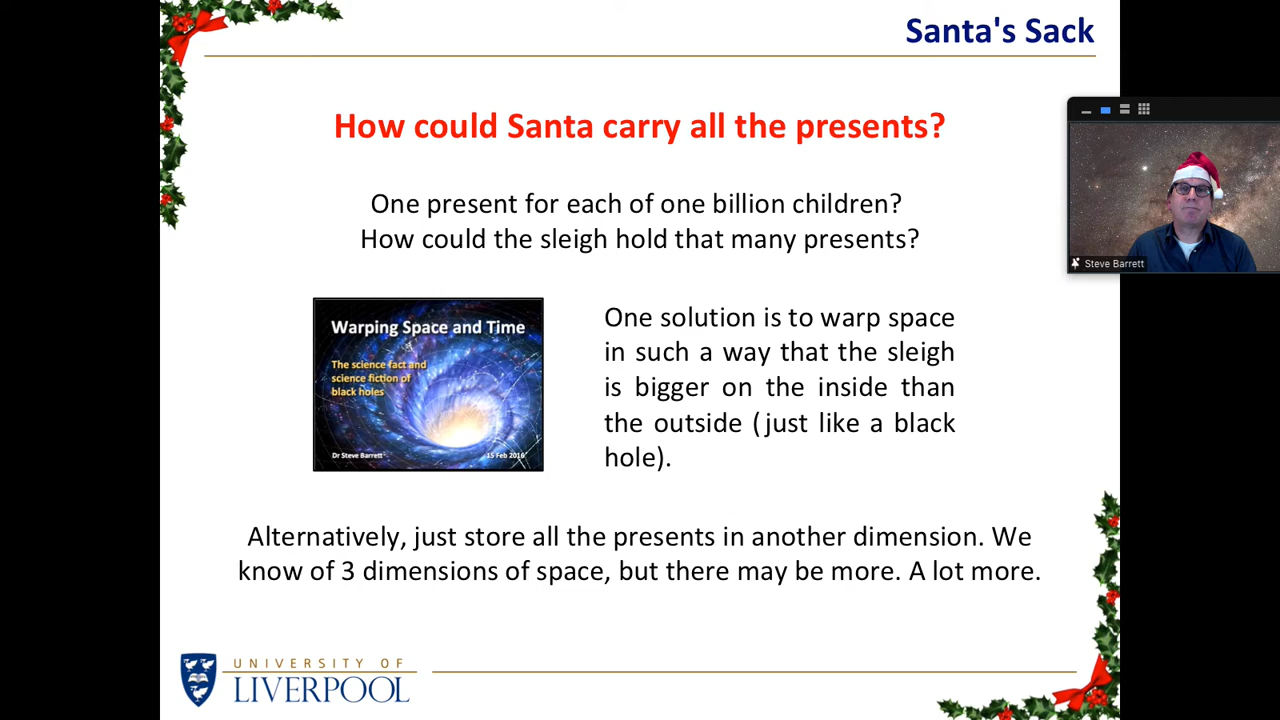 Santa's Sack
How could Santa carry all the presents?
One present for each of one billion children?
How could the sleigh hold that many presents?
Warping Space and Time
The science fact and
science fiction of
black holes
Dr Steve Barrett
15 Feb 2016
One solution is to warp space
in such a way that the sleigh
is bigger on the inside than
the outside (just like a black
hole).
Alternatively, just store all the presents in another dimension. We
know of 3 dimensions of space, but there may be more. A lot more.
Steve Barrett
UNIVERSITY OF
LIVERPOOL